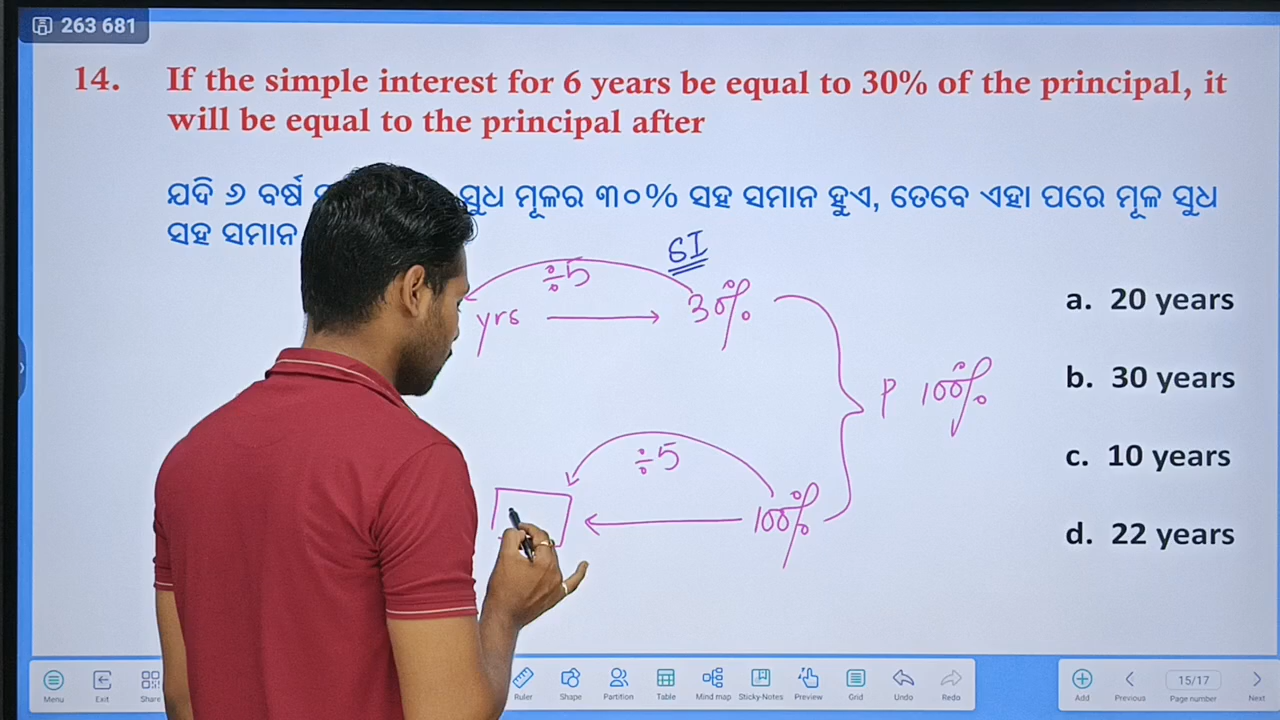 263 681
14. If the simple interest for 6 years be equal to 30% of the principal, it
will be equal to the principal after
ଯଦି ୬ ବର୍ଷ ସୁଧ ମୂଳର ୩୦% ସହ ସମାନ ହୁଏ, ତେବେ ଏହା ପରେ ମୂଳ ସୁଧ
ସହ ସମାନ
SI
÷5
yrs 30%
P 100%
÷5
100%
a. 20 years
b. 30 years
c. 10 years
d. 22 years
Menu Exit Share Ruler Shape Partition Table Mind map Sticky-Notes Preview Grid Undo Redo Add Previous 15/17 Page number Next